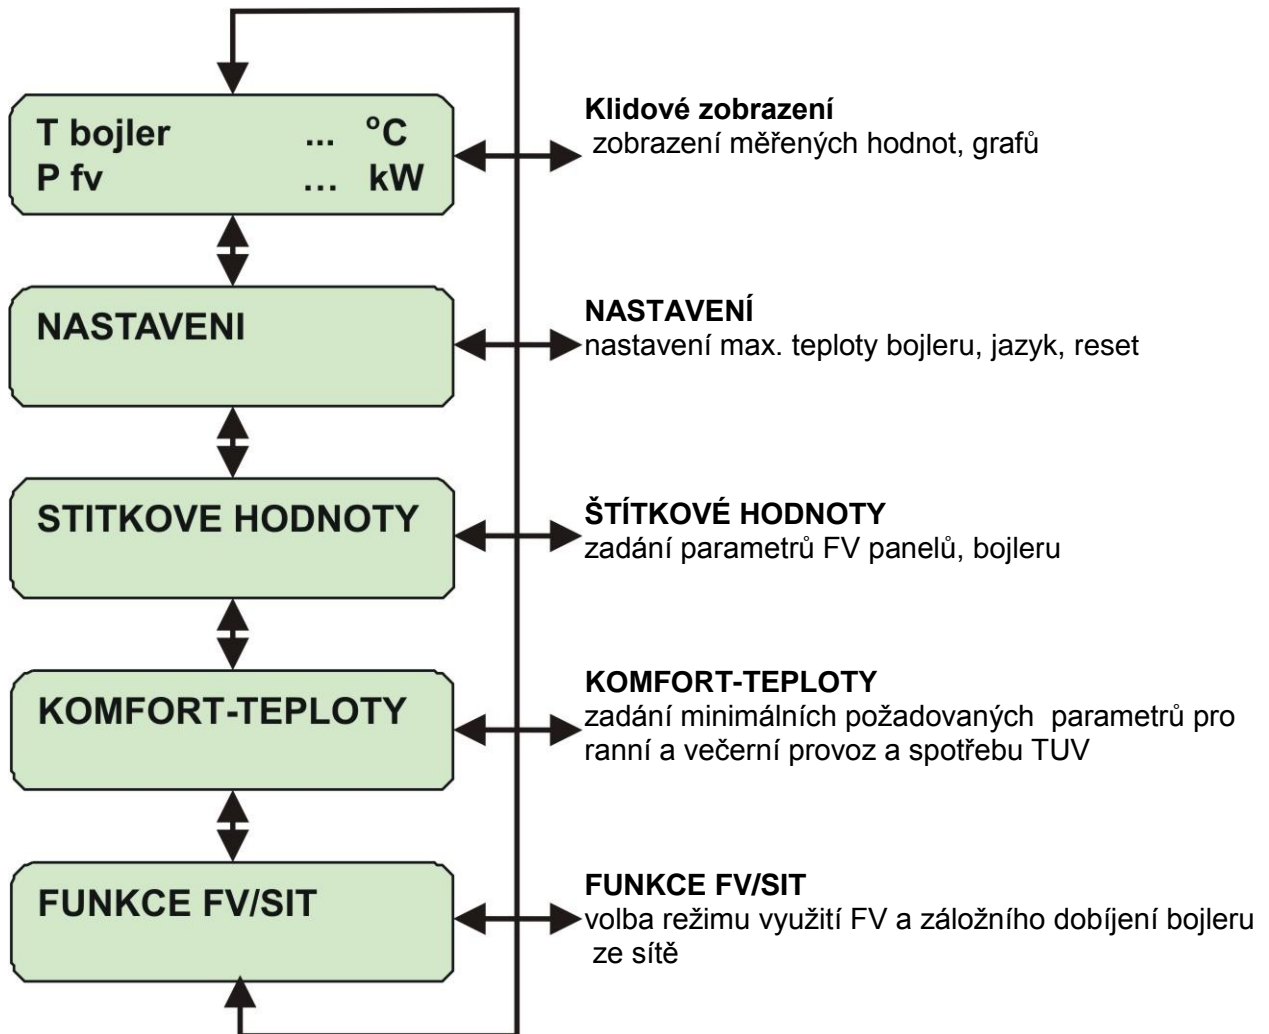 T bojler ... °C
P fv ... kW
Klidové zobrazení
zobrazení měřených hodnot, grafů
NASTAVENI
NASTAVENÍ
nastavení max. teploty bojleru, jazyk, reset
STITKOVE HODNOTY
ŠTÍTKOVÉ HODNOTY
zadání parametrů FV panelů, bojleru
KOMFORT-TEPLOTY
KOMFORT-TEPLOTY
zadání minimálních požadovaných parametrů pro
ranní a večerní provoz a spotřebu TUV
FUNKCE FV/SIT
FUNKCE FV/SIT
volba režimu využití FV a záložního dobíjení bojleru
ze sítě